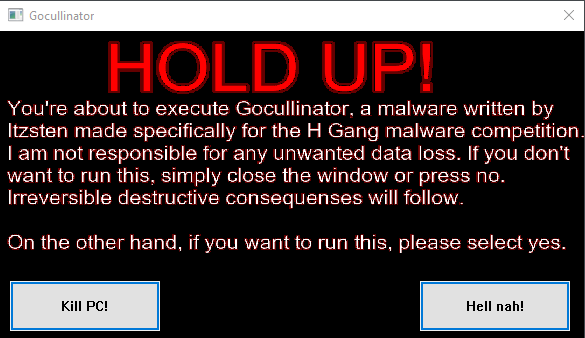 Gocullinator
HOLD UP!
You're about to execute Gocullinator, a malware written by
Itzsten made specifically for the H Gang malware competition.
I am not responsible for any unwanted data loss. If you don't
want to run this, simply close the window or press no.
Irreversible destructive consequenses will follow.
On the other hand, if you want to run this, please select yes.
Kill PC!
Hell nah!